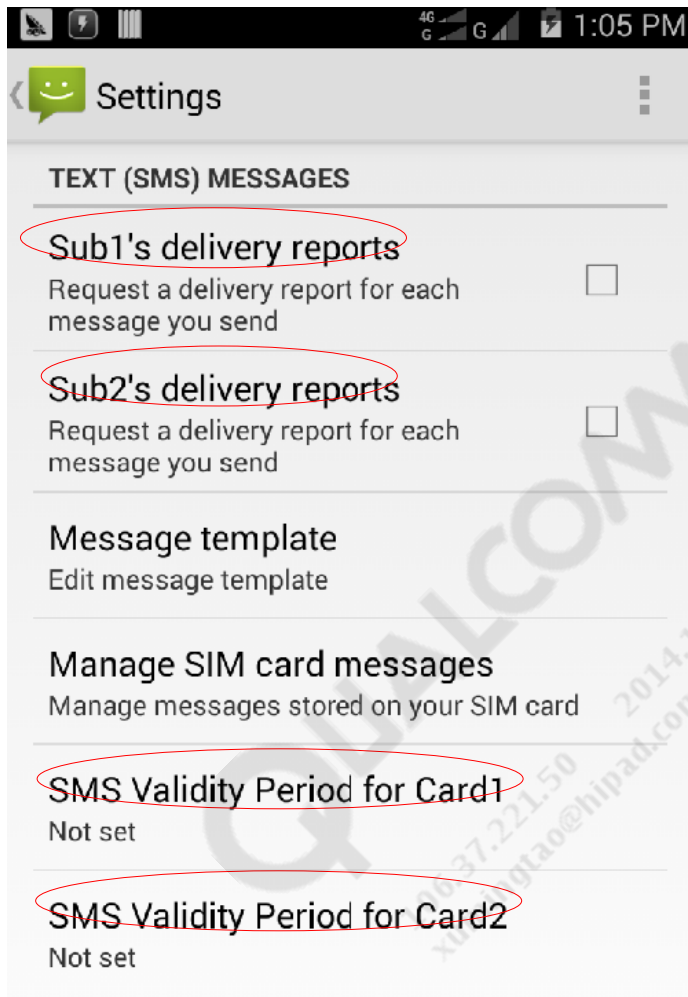 4G
G G 1:05 PM
Settings
TEXT (SMS) MESSAGES
Sub1's delivery reports
Request a delivery report for each
message you send
Sub2's delivery reports
Request a delivery report for each
message you send
Message template
Edit message template
Manage SIM card messages
Manage messages stored on your SIM card
SMS Validity Period for Card1
Not set
SMS Validity Period for Card2
Not set
QUALCOM